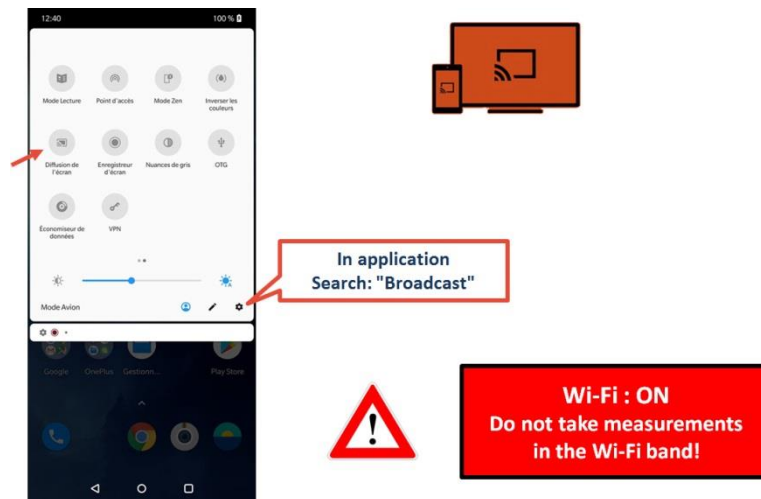 12:40
100 %
Mode Lecture
Point d'accès
Mode Zen
Inverser les
couleurs
Diffusion de
l'écran
Enregistreur
d'écran
Nuances de gris
OTG
Économiseur de
données
VPN
Mode Avion
Google
OnePlus
Gestionn...
Play Store
In application
Search: "Broadcast"
!
Wi-Fi : ON
Do not take measurements
in the Wi-Fi band!